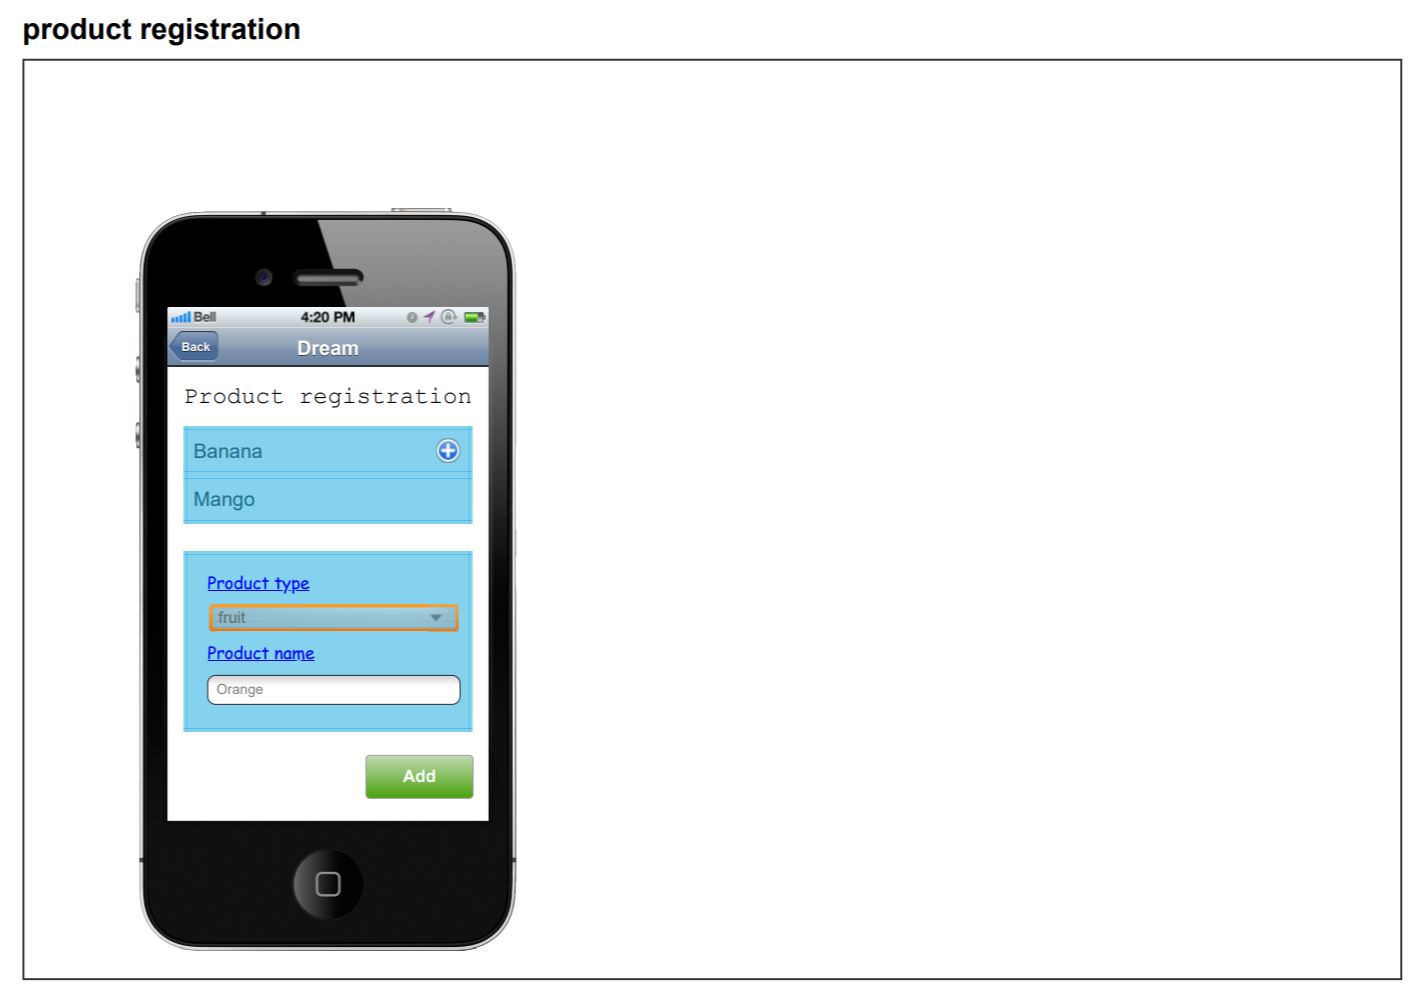 product registration
Bell 4:20 PM
Back Dream
Product registration
Banana
Mango
Product type
fruit
Product name
Orange
Add